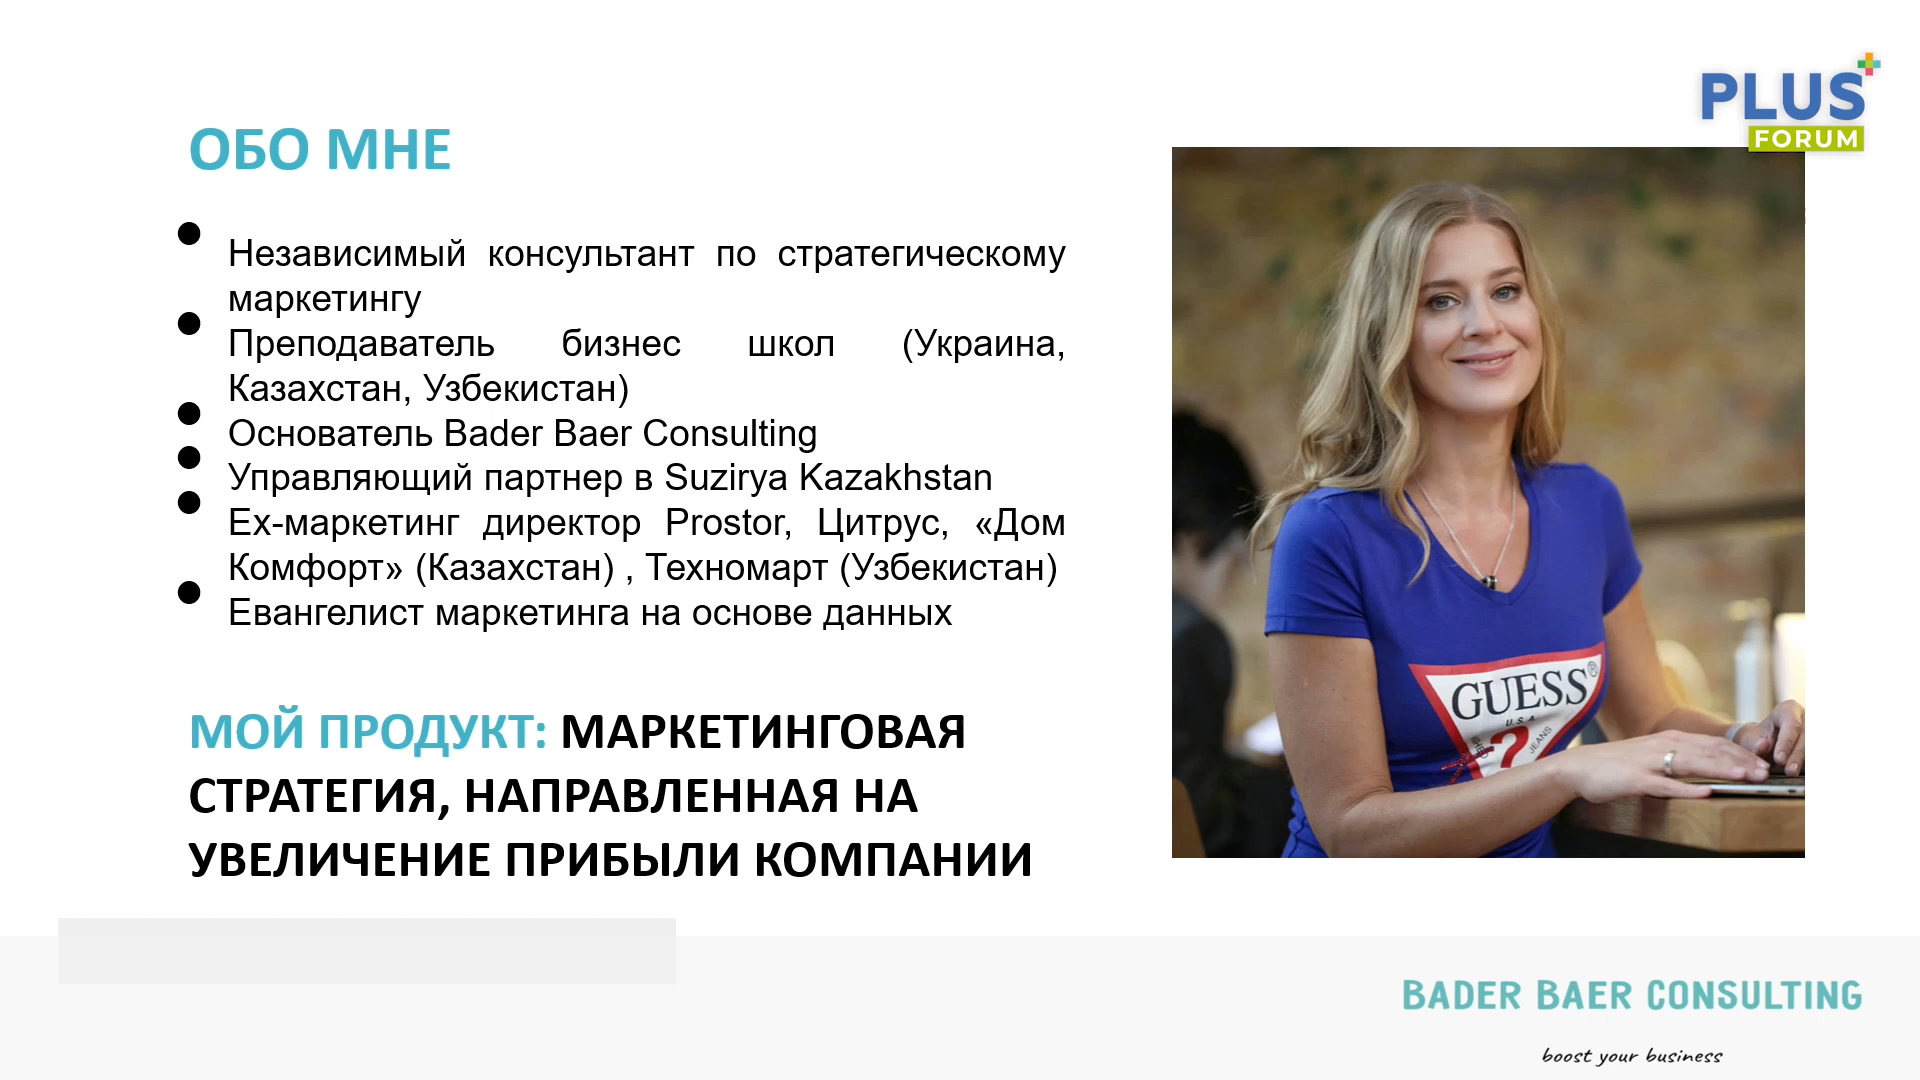 PLUS
FORUM
ОБО МНЕ
Независимый консультант по стратегическому
маркетингу
Преподаватель бизнес школ (Украина,
Казахстан, Узбекистан)
Основатель Bader Baer Consulting
Управляющий партнер в Suzirya Kazakhstan
Ех-маркетинг директор Prostor, Цитрус, «Дом
Комфорт» (Казахстан) , Техномарт (Узбекистан)
Евангелист маркетинга на основе данных
МОЙ ПРОДУКТ: МАРКЕТИНГОВАЯ
СТРАТЕГИЯ, НАПРАВЛЕННАЯ НА
УВЕЛИЧЕНИЕ ПРИБЫЛИ КОМПАНИИ
GUESS®
U.S.A.
?
JEANS
BADER BAER CONSULTING
boost your business